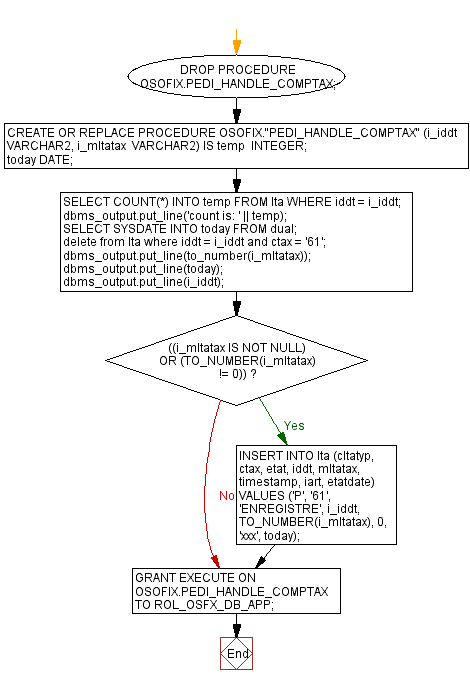 DROP PROCEDURE
OSOFIX.PEDI_HANDLE_COMPTAX;
CREATE OR REPLACE PROCEDURE OSOFIX."PEDI_HANDLE_COMPTAX" (i_iddt
VARCHAR2, i_mltatax VARCHAR2) IS temp INTEGER;
today DATE;
SELECT COUNT(*) INTO temp FROM lta WHERE iddt = i_iddt;
dbms_output.put_line('count is: ' || temp);
SELECT SYSDATE INTO today FROM dual;
delete from lta where iddt = i_iddt and ctax = '61';
dbms_output.put_line(to_number(i_mltatax));
dbms_output.put_line(today);
dbms_output.put_line(i_iddt);
((i_mltatax IS NOT NULL)
OR (TO_NUMBER(i_mltatax)
!= 0)) ?
Yes
INSERT INTO lta (cltatyp,
ctax, etat, iddt, mltatax,
timestamp, iart, etatdate)
VALUES ('P', '61',
'ENREGISTRE', i_iddt,
TO_NUMBER(i_mltatax), 0,
'xxx', today);
No
GRANT EXECUTE ON
OSOFIX.PEDI_HANDLE_COMPTAX
TO ROL_OSFX_DB_APP;
End